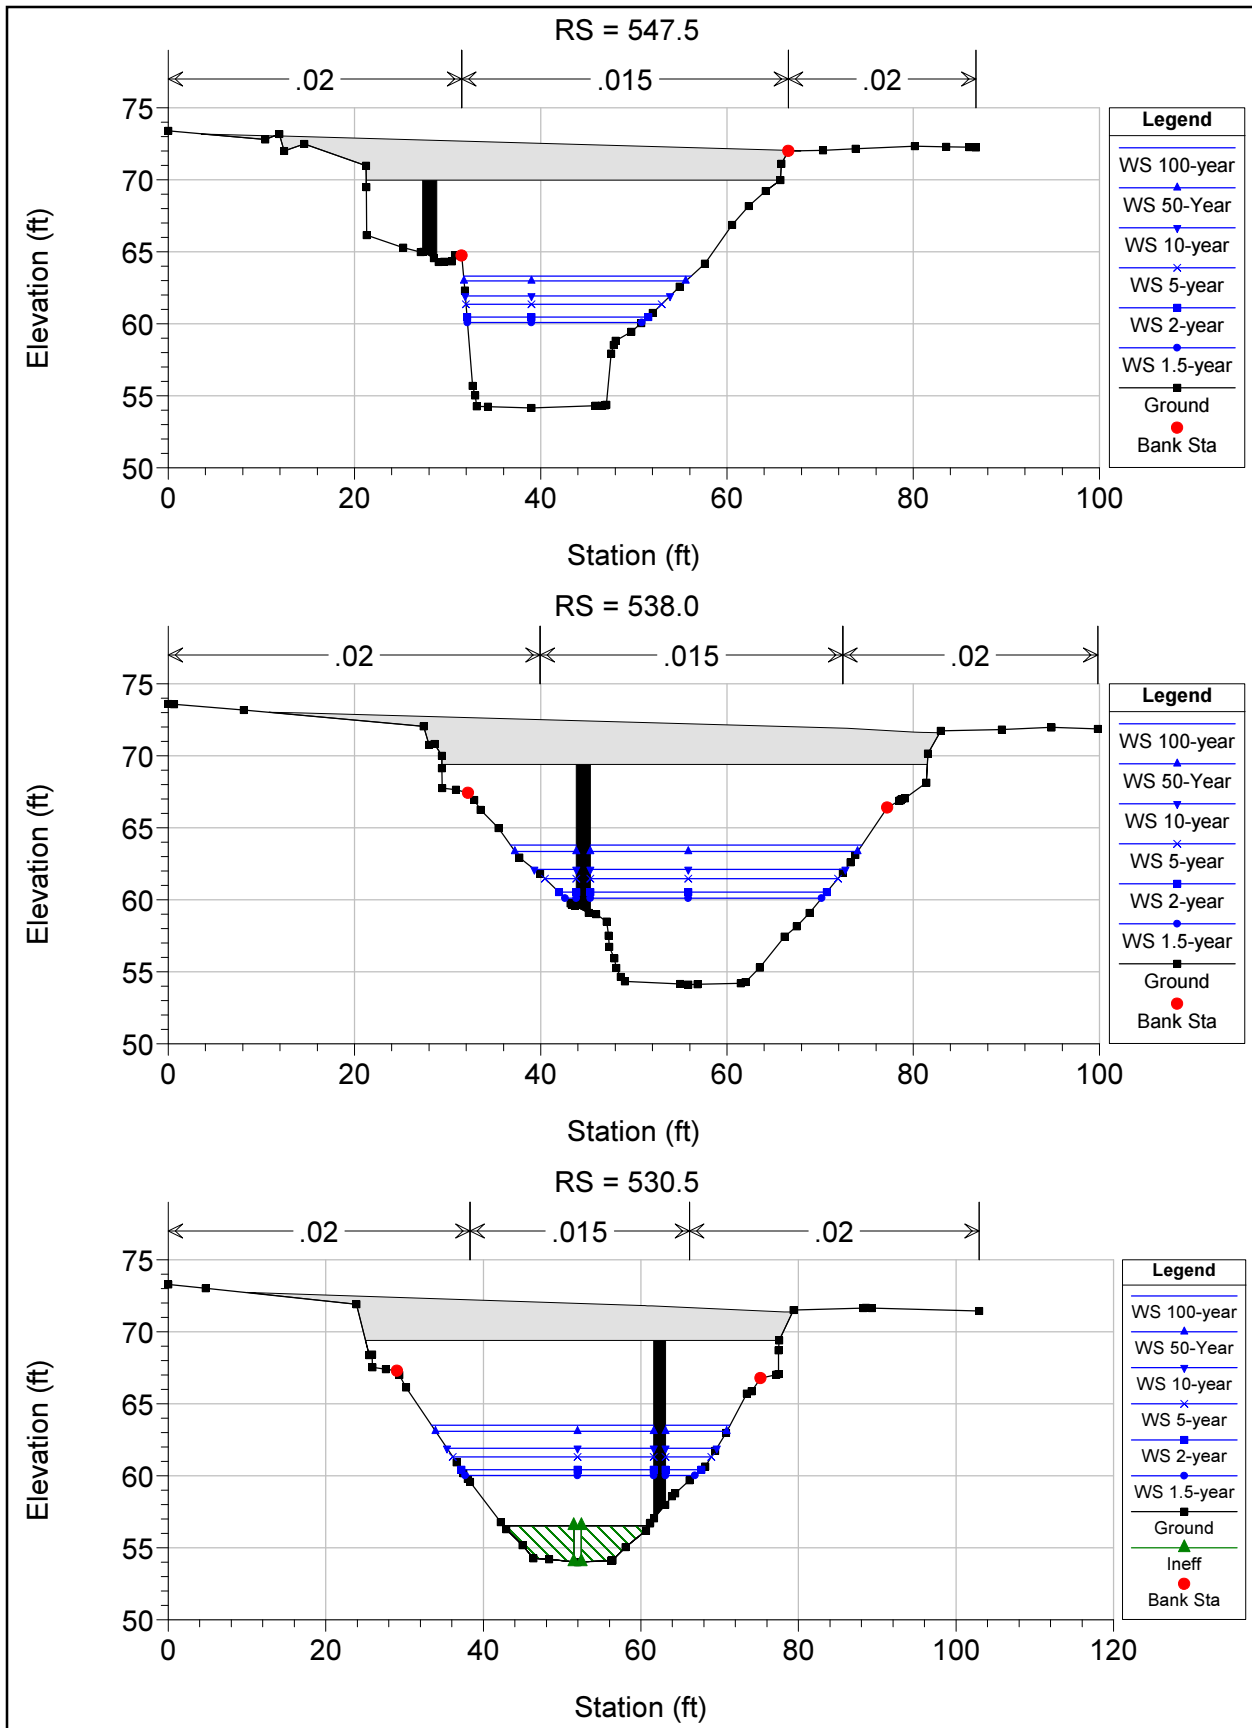 RS = 547.5
.02 .015 .02
75
70
65
60
55
50
0 20 40 60 80 100
Elevation (ft)
Station (ft)
Legend
WS 100-year
WS 50-Year
WS 10-year
WS 5-year
WS 2-year
WS 1.5-year
Ground
Bank Sta
RS = 538.0
.02 .015 .02
75
70
65
60
55
50
0 20 40 60 80 100
Elevation (ft)
Station (ft)
Legend
WS 100-year
WS 50-Year
WS 10-year
WS 5-year
WS 2-year
WS 1.5-year
Ground
Bank Sta
RS = 530.5
.02 .015 .02
75
70
65
60
55
50
0 20 40 60 80 100 120
Elevation (ft)
Station (ft)
Legend
WS 100-year
WS 50-Year
WS 10-year
WS 5-year
WS 2-year
WS 1.5-year
Ground
Ineff
Bank Sta